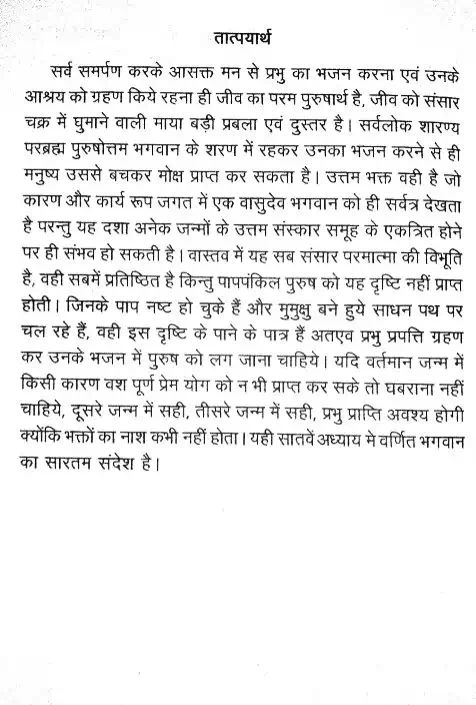 तात्पयार्थ
सर्व समर्पण करके आसक्त मन से प्रभु का भजन करना एवं उनके
आश्रय को ग्रहण किये रहना ही जीव का परम पुरुषार्थ है, जीव को संसार
चक्र में घुमाने वाली माया बड़ी प्रबला एवं दुस्तर है। सर्वलोक शारण्य
परब्रह्म पुरुषोत्तम भगवान के शरण में रहकर उनका भजन करने से ही
मनुष्य उससे बचकर मोक्ष प्राप्त कर सकता है। उत्तम भक्त वही है जो
कारण और कार्य रूप जगत में एक वासुदेव भगवान को ही सर्वत्र देखता
है परन्तु यह दशा अनेक जन्मों के उत्तम संस्कार समूह के एकत्रित होने
पर ही संभव हो सकती है। वास्तव में यह सब संसार परमात्मा की विभूति
है, वही सबमें प्रतिष्ठित है किन्तु पापपंकिल पुरुष को यह दृष्टि नहीं प्राप्त
होती। जिनके पाप नष्ट हो चुके हैं और मुमुक्षु बने हुये साधन पथ पर
चल रहे हैं, वही इस दृष्टि के पाने के पात्र हैं अतएव प्रभु प्रपत्ति ग्रहण
कर उनके भजन में पुरुष को लग जाना चाहिये। यदि वर्तमान जन्म में
किसी कारण वश पूर्ण प्रेम योग को न भी प्राप्त कर सके तो घबराना नहीं
चाहिये, दूसरे जन्म में सही, तीसरे जन्म में सही, प्रभु प्राप्ति अवश्य होगी
क्योंकि भक्तों का नाश कभी नहीं होता। यही सातवें अध्याय मे वर्णित भगवान
का सारतम संदेश है।